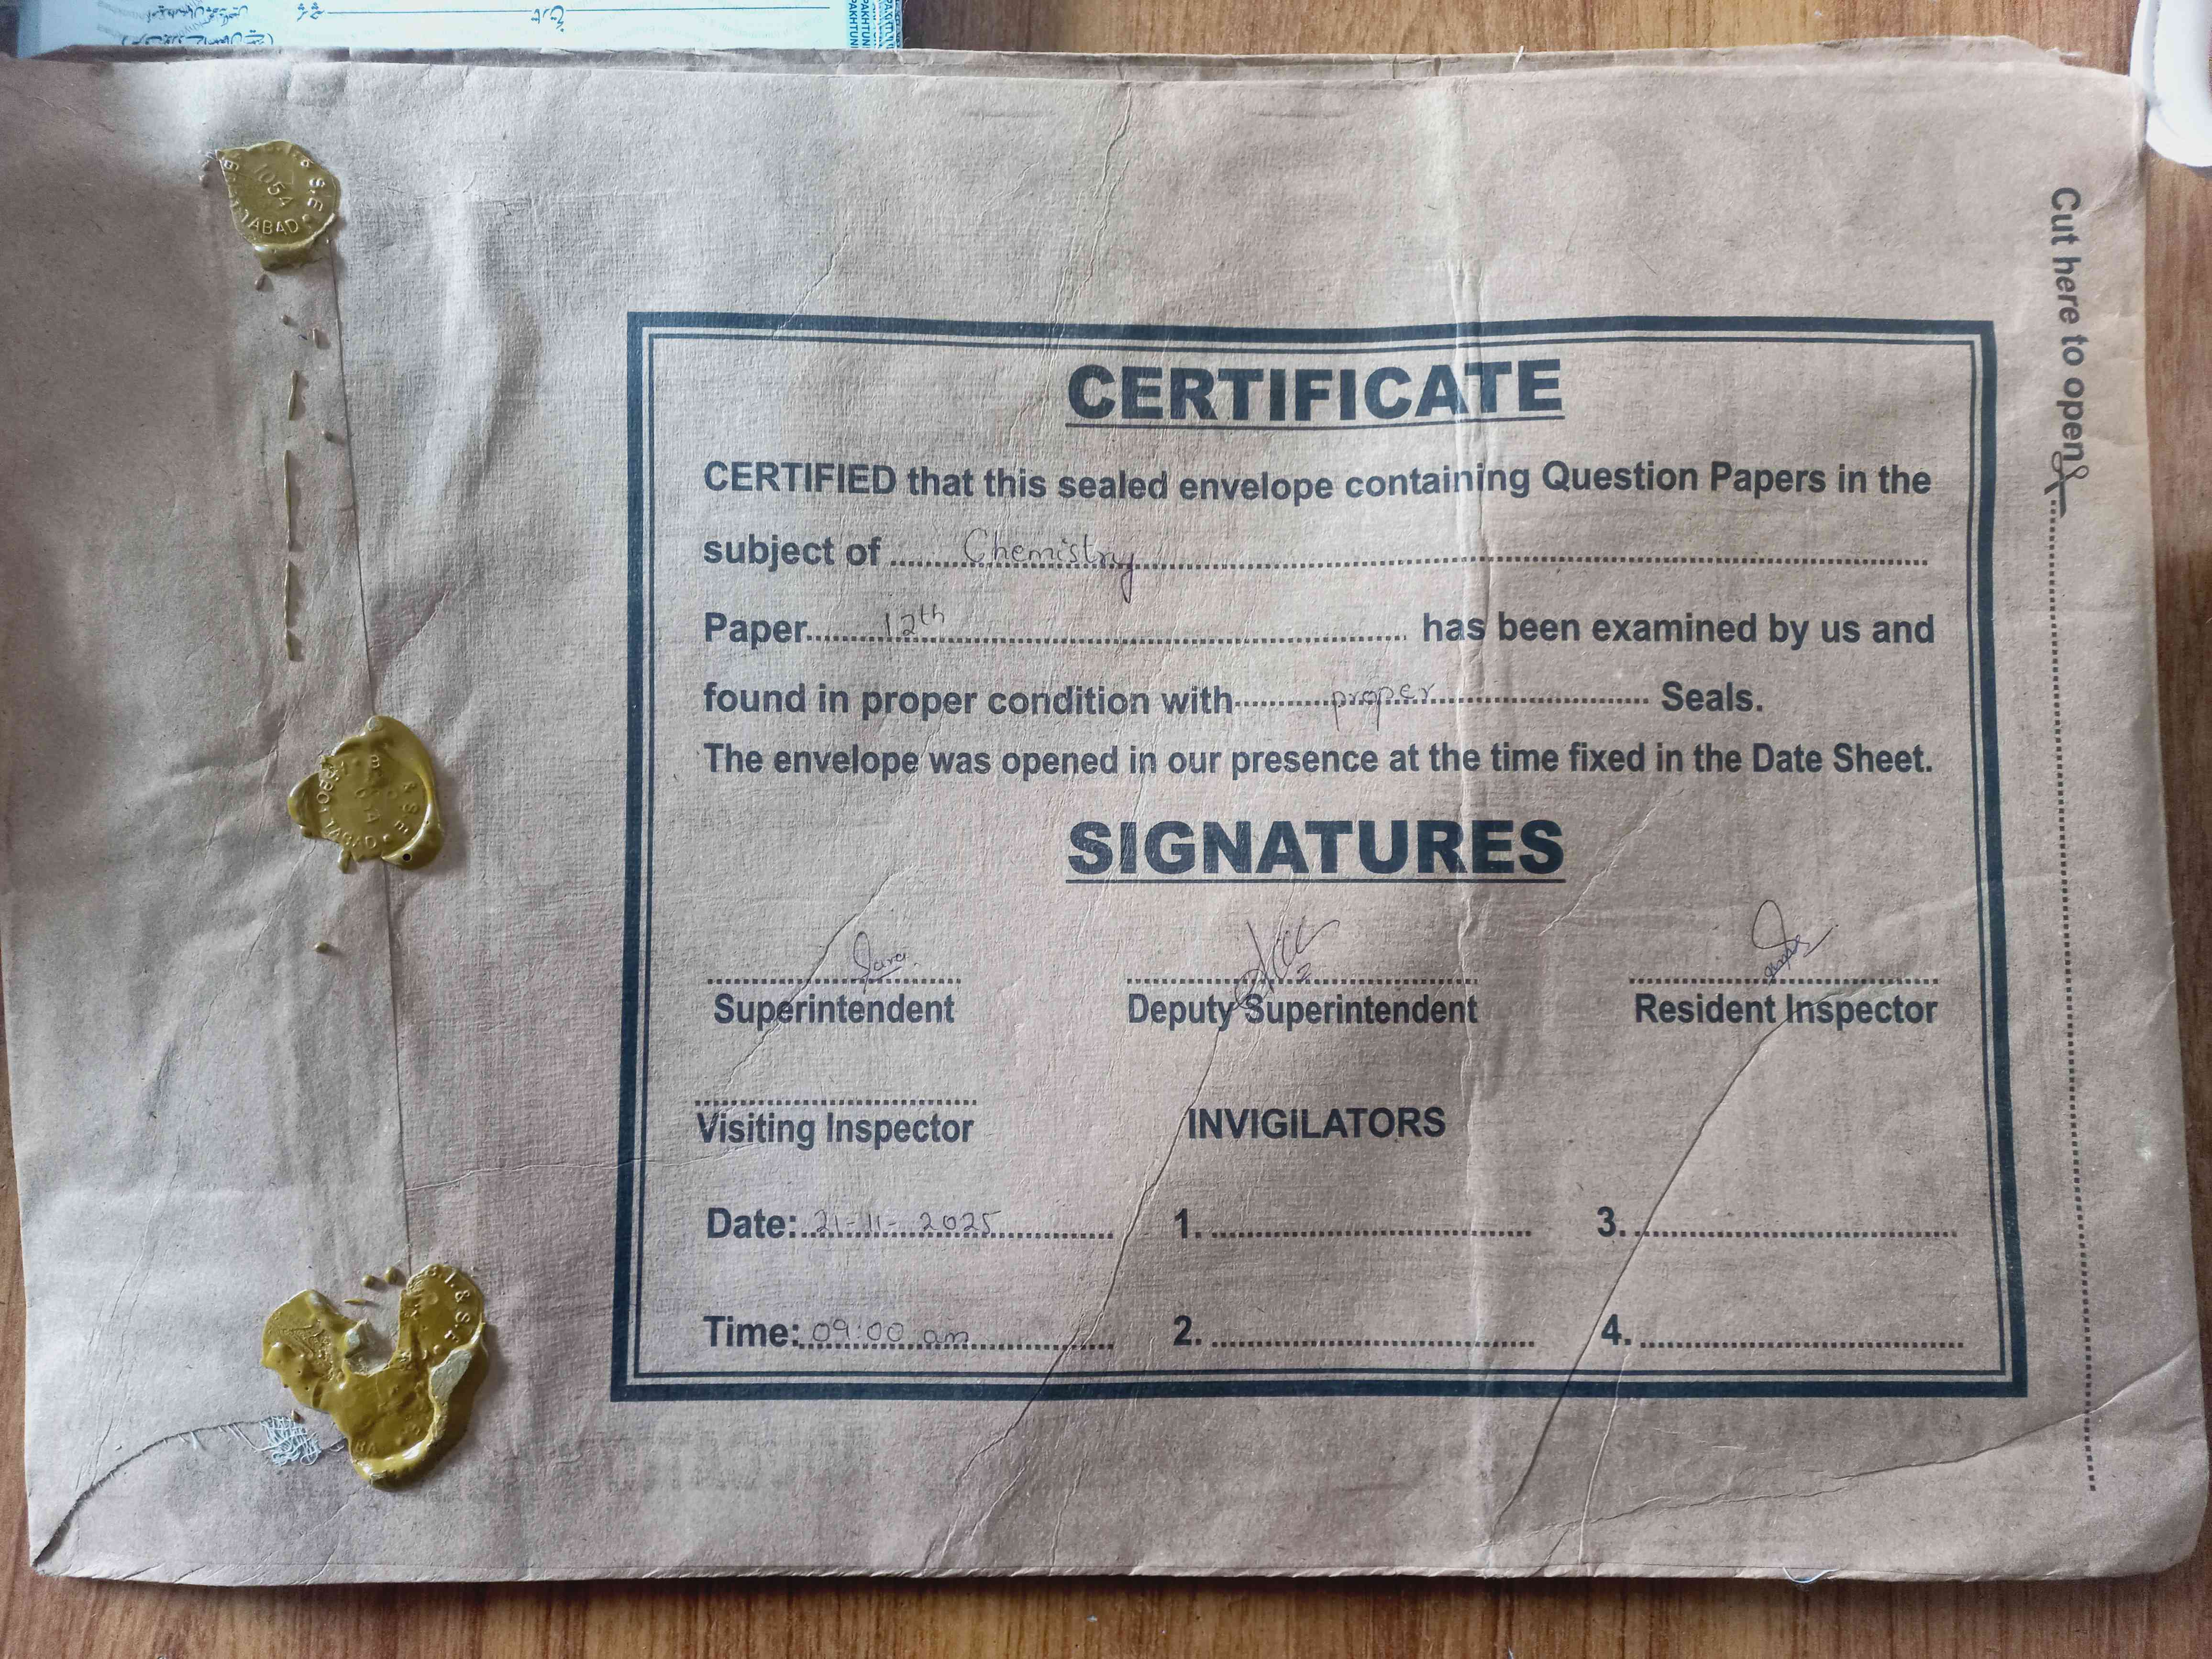 1054
ABAD
S.E
Cut here to open
CERTIFICATE
CERTIFIED that this sealed envelope containing Question Papers in the
subject of Chemistry
Paper 12th has been examined by us and
found in proper condition with proper Seals.
The envelope was opened in our presence at the time fixed in the Date Sheet.
SIGNATURES
Superintendent Deputy Superintendent Resident Inspector
Visiting Inspector INVIGILATORS
Date: 21-11-2025 1. 3.
Time: 09:00 am 2. 4.